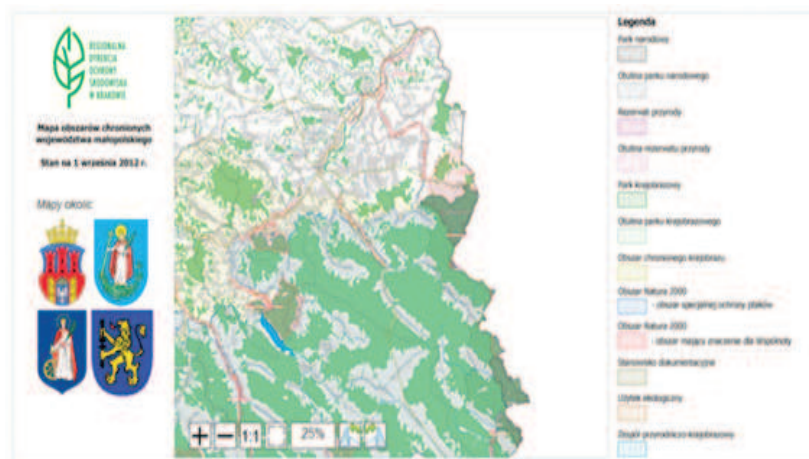 REGIONALNA
DYREKCJA
OCHRONY
ŚRODOWISKA
W KRAKOWIE
Mapa obszarów chronionych
województwa małopolskiego
Stan na 1 września 2012 r.
Mapy okolic
+ − 1:1 25%
Legenda
Park narodowy
Otulina parku narodowego
Rezerwat przyrody
Otulina rezerwatu przyrody
Park krajobrazowy
Otulina parku krajobrazowego
Obszar chronionego krajobrazu
Obszar Natura 2000
- obszar specjalnej ochrony ptaków
Obszar Natura 2000
- obszar mający znaczenie dla Wspólnoty
Stanowisko dokumentacyjne
Użytek ekologiczny
Zespół przyrodniczo-krajobrazowy